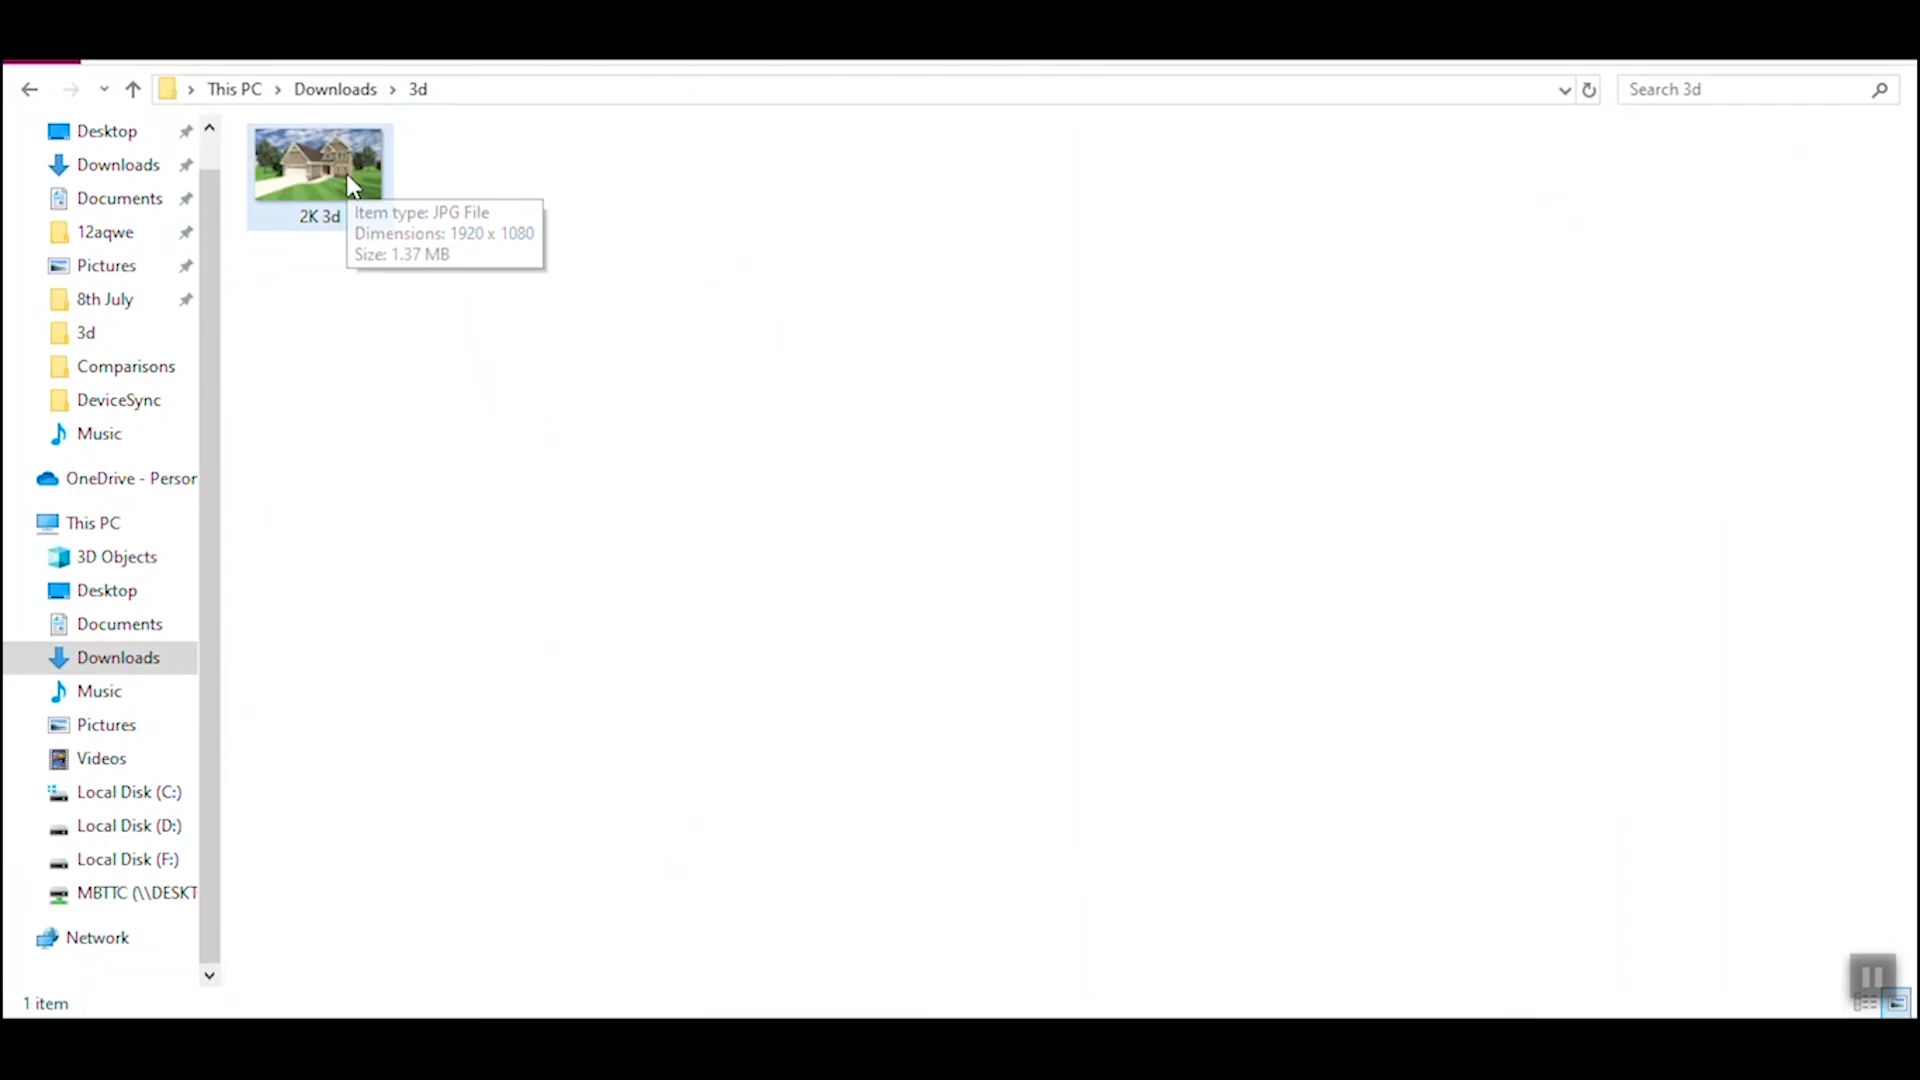 This PC > Downloads > 3d
Search 3d
Desktop
Downloads
Documents
12aqwe
Pictures
8th July
3d
Comparisons
DeviceSync
Music
OneDrive - Person
This PC
3D Objects
Desktop
Documents
Downloads
Music
Pictures
Videos
Local Disk (C:)
Local Disk (D:)
Local Disk (F:)
MBTTC (\\DESKT
Network
2K 3d
Item type: JPG File
Dimensions: 1920 x 1080
Size: 1.37 MB
1 item